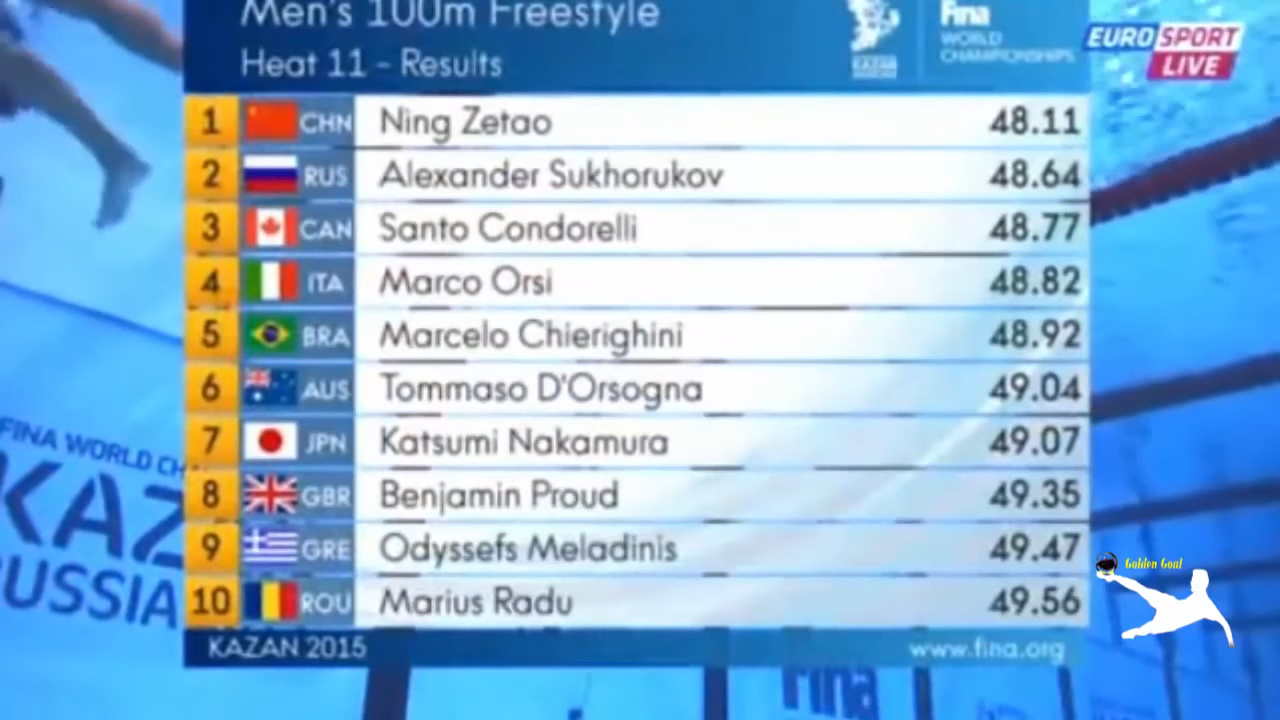 Men's 100m Freestyle
Heat 11 - Results
Fina
WORLD
CHAMPIONSHIPS
KAZAN
EUROSPORT
LIVE
1 CHN Ning Zetao 48.11
2 RUS Alexander Sukhorukov 48.64
3 CAN Santo Condorelli 48.77
4 ITA Marco Orsi 48.82
5 BRA Marcelo Chierighini 48.92
6 AUS Tommaso D'Orsogna 49.04
7 JPN Katsumi Nakamura 49.07
8 GBR Benjamin Proud 49.35
9 GRE Odyssefs Meladinis 49.47
10 ROU Marius Radu 49.56
KAZAN 2015 www.fina.org
FINA WORLD CH
KAZ
RUSSIA
Golden Goal
Fina